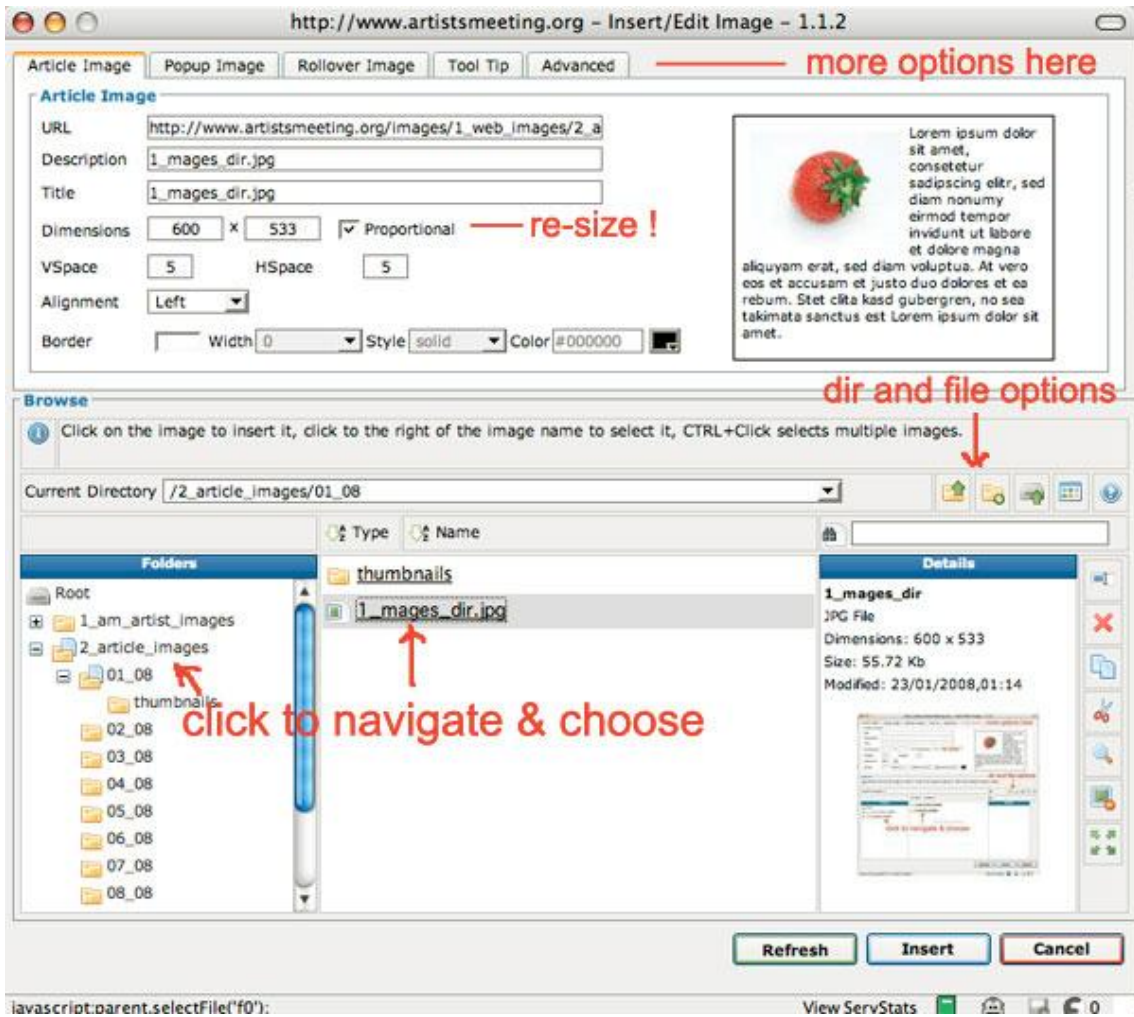 http://www.artistsmeeting.org – Insert/Edit Image – 1.1.2
Article Image Popup Image Rollover Image Tool Tip Advanced more options here
Article Image
URL http://www.artistsmeeting.org/images/1_web_images/2_a
Description 1_mages_dir.jpg
Title 1_mages_dir.jpg
Dimensions 600 x 533 Proportional re-size !
VSpace 5 HSpace 5
Alignment Left
Border Width 0 Style solid Color #000000
Lorem ipsum dolor
sit amet,
consetetur
sadipscing elitr, sed
diam nonumy
eirmod tempor
invidunt ut labore
et dolore magna
aliquyam erat, sed diam voluptua. At vero
eos et accusam et justo duo dolores et ea
rebum. Stet clita kasd gubergren, no sea
takimata sanctus est Lorem ipsum dolor sit
amet.
dir and file options
Browse
Click on the image to insert it, click to the right of the image name to select it, CTRL+Click selects multiple images.
Current Directory /2_article_images/01_08
Type Name
Folders
Root
1_am_artist_images
2_article_images
01_08
thumbnails
02_08
03_08
04_08
05_08
06_08
07_08
08_08
thumbnails
1_mages_dir.jpg
click to navigate & choose
Details
1_mages_dir
JPG File
Dimensions: 600 x 533
Size: 55.72 Kb
Modified: 23/01/2008,01:14
Refresh Insert Cancel
javascript:parent.selectFile('f0'); View ServStats 0